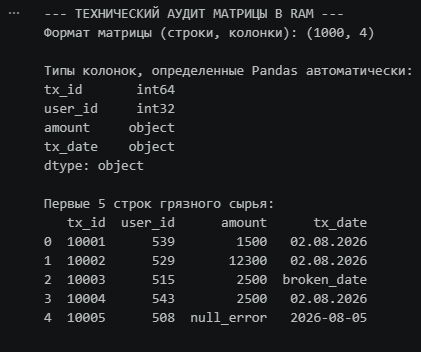 ...
--- ТЕХНИЧЕСКИЙ АУДИТ МАТРИЦЫ В RAM ---
Формат матрицы (строки, колонки): (1000, 4)
Типы колонок, определенные Pandas автоматически:
tx_id int64
user_id int32
amount object
tx_date object
dtype: object
Первые 5 строк грязного сырья:
tx_id user_id amount tx_date
0 10001 539 1500 02.08.2026
1 10002 529 12300 02.08.2026
2 10003 515 2500 broken_date
3 10004 543 2500 02.08.2026
4 10005 508 null_error 2026-08-05